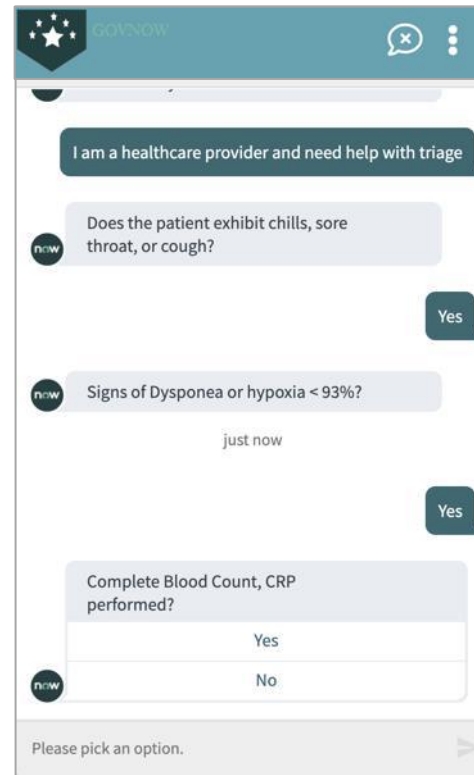 GOVNOW
I am a healthcare provider and need help with triage
Does the patient exhibit chills, sore
throat, or cough?
now
Yes
now
Signs of Dysponea or hypoxia < 93%?
just now
Yes
Complete Blood Count, CRP
performed?
Yes
No
now
Please pick an option.